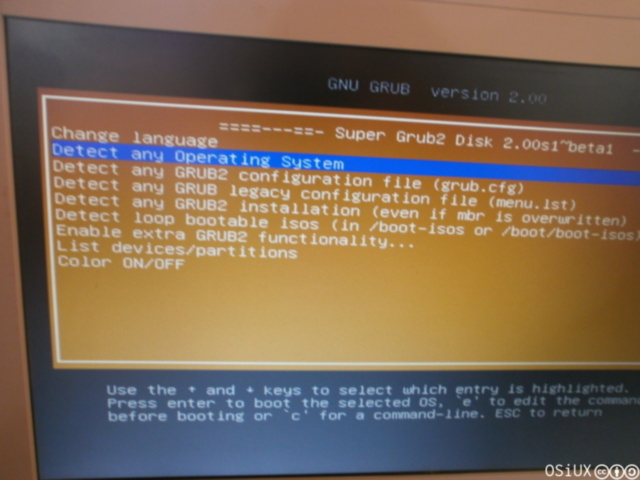 GNU GRUB version 2.00
====---==- Super Grub2 Disk 2.00s1~beta1 -
Change language
Detect any Operating System
Detect any GRUB2 configuration file (grub.cfg)
Detect any GRUB legacy configuration file (menu.lst)
Detect any GRUB2 installation (even if mbr is overwritten)
Detect loop bootable isos (in /boot-isos or /boot/boot-isos)
Enable extra GRUB2 functionality...
List devices/partitions
Color ON/OFF
Use the ↑ and ↓ keys to select which entry is highlighted.
Press enter to boot the selected OS, `e' to edit the comman
before booting or `c' for a command-line. ESC to return
OSiUX